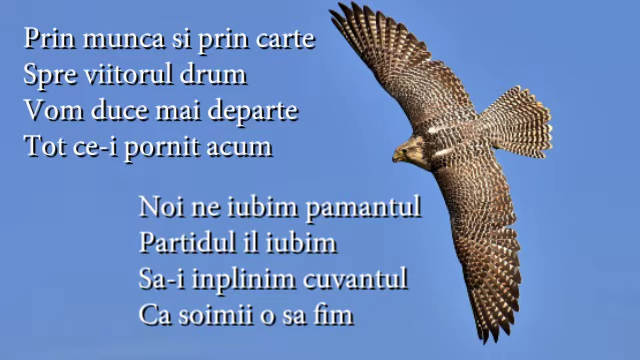 Prin munca si prin carte
Spre viitorul drum
Vom duce mai departe
Tot ce-i pornit acum
Noi ne iubim pamantul
Partidul il iubim
Sa-i inplinim cuvantul
Ca soimii o sa fim